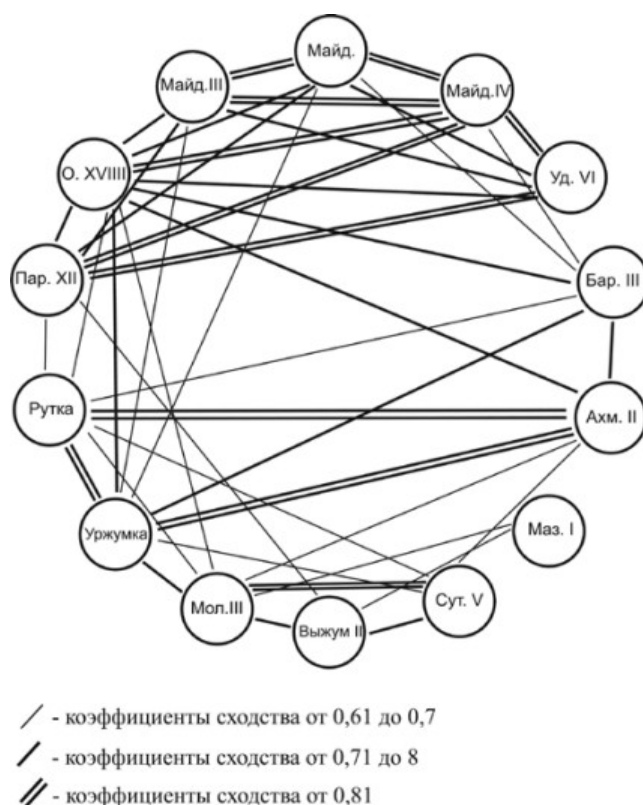 Майд.
Майд.III
Майд.IV
О. XVIIII
Уд. VI
Пар. XII
Бар. III
Рутка
Ахм. II
Уржумка
Маз. I
Мол.III
Сут. V
Выжум II
- коэффициенты сходства от 0,61 до 0,7
- коэффициенты сходства от 0,71 до 8
- коэффициенты сходства от 0,81